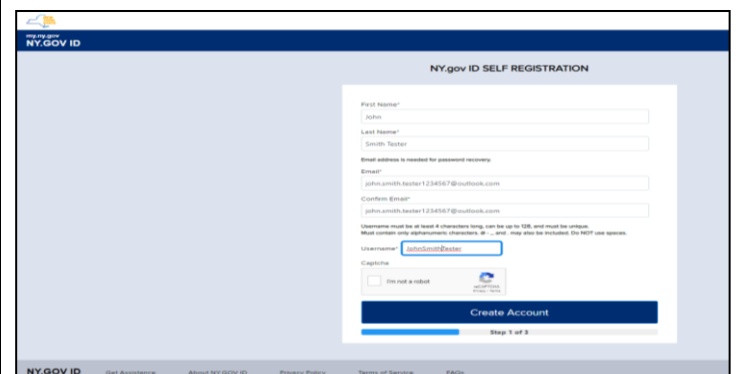 my.ny.gov
NY.GOV ID
NY.gov ID SELF REGISTRATION
First Name*
John
Last Name*
Smith Tester
Email address is needed for password recovery.
Email*
john.smith.tester1234567@outlook.com
Confirm Email*
john.smith.tester1234567@outlook.com
Username must be at least 4 characters long, can be up to 128, and must be unique.
Must contain only alphanumeric characters. @ - _ and . may also be included. Do NOT use spaces.
Username* JohnSmithTester
Captcha
I'm not a robot
reCAPTCHA
Privacy - Terms
Create Account
Step 1 of 3
NY.GOV ID Get Assistance About NY.GOV ID Privacy Policy Terms of Service FAQs